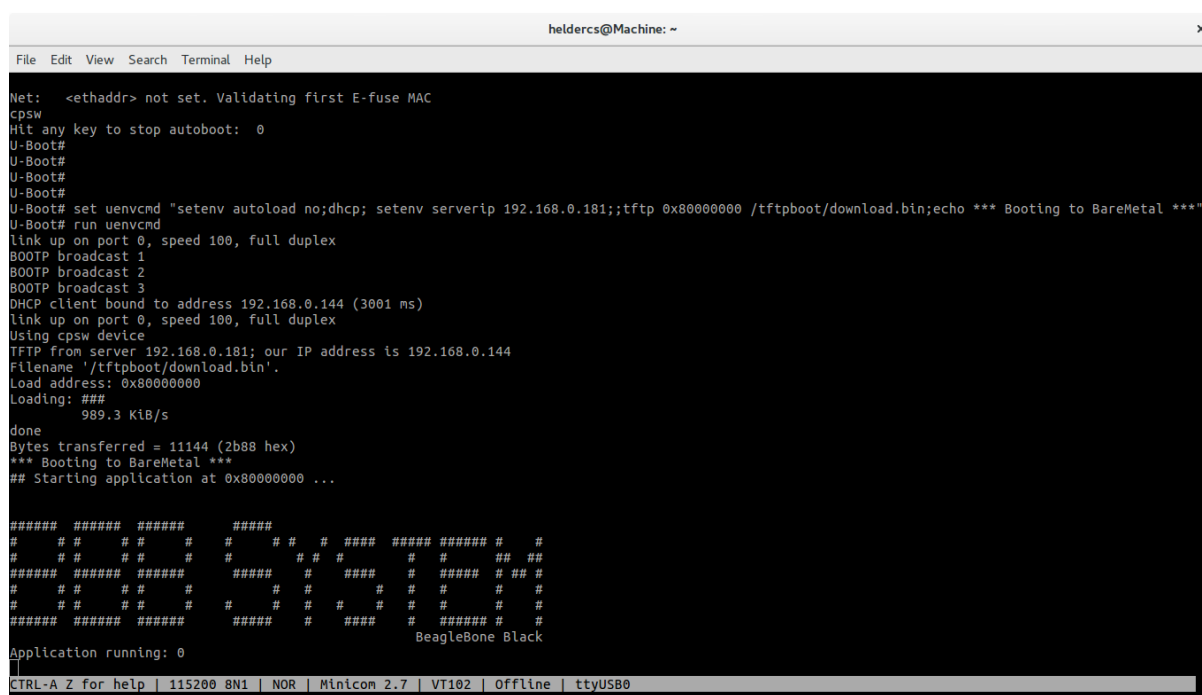 heldercs@Machine: ~
×
File Edit View Search Terminal Help
Net:   <ethaddr> not set. Validating first E-fuse MAC
cpsw
Hit any key to stop autoboot:  0
U-Boot#
U-Boot#
U-Boot#
U-Boot#
U-Boot# set uenvcmd "setenv autoload no;dhcp; setenv serverip 192.168.0.181;;tftp 0x80000000 /tftpboot/download.bin;echo *** Booting to BareMetal ***"
U-Boot# run uenvcmd
link up on port 0, speed 100, full duplex
BOOTP broadcast 1
BOOTP broadcast 2
BOOTP broadcast 3
DHCP client bound to address 192.168.0.144 (3001 ms)
link up on port 0, speed 100, full duplex
Using cpsw device
TFTP from server 192.168.0.181; our IP address is 192.168.0.144
Filename '/tftpboot/download.bin'.
Load address: 0x80000000
Loading: ###
         989.3 KiB/s
done
Bytes transferred = 11144 (2b88 hex)
*** Booting to BareMetal ***
## Starting application at 0x80000000 ...
BBB SYSTEM
BeagleBone Black
Application running: 0
CTRL-A Z for help | 115200 8N1 | NOR | Minicom 2.7 | VT102 | Offline | ttyUSB0